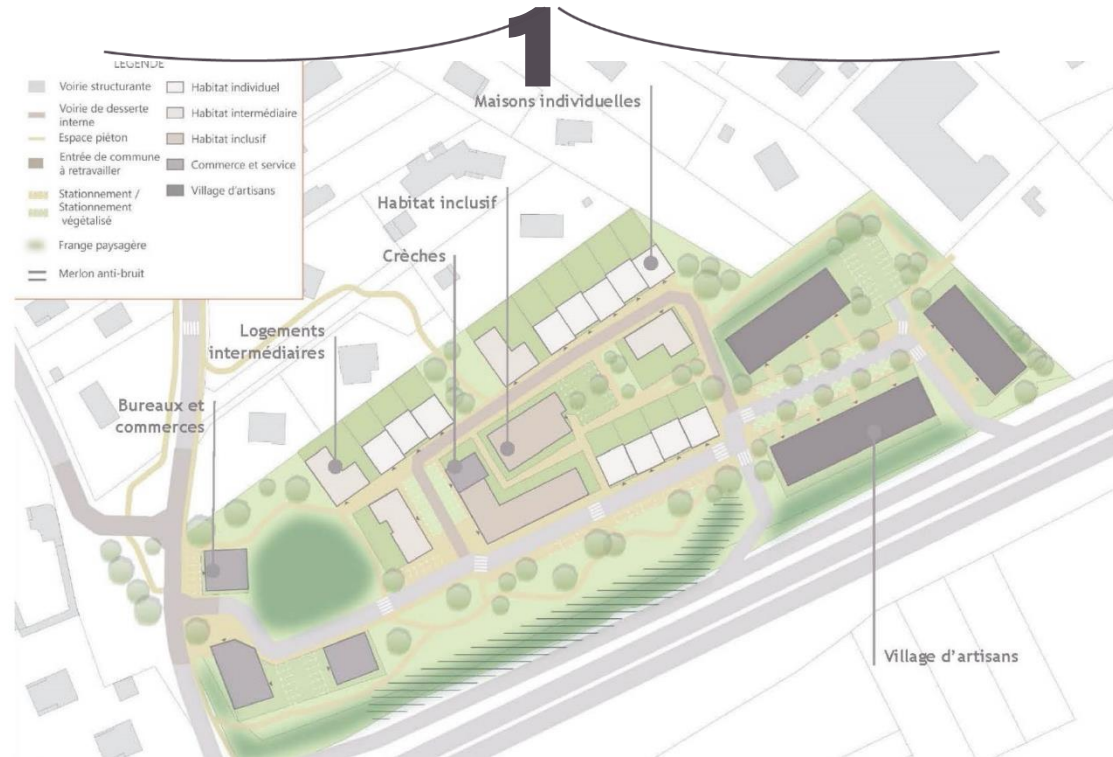 1
LEGENDE
Voirie structurante
Voirie de desserte
interne
Espace piéton
Entrée de commune
à retravailler
Stationnement /
Stationnement
végétalisé
Frange paysagère
Merlon anti-bruit
Habitat individuel
Habitat intermédiaire
Habitat inclusif
Commerce et service
Village d'artisans
Maisons individuelles
Habitat inclusif
Crèches
Logements
intermédiaires
Bureaux et
commerces
Village d'artisans